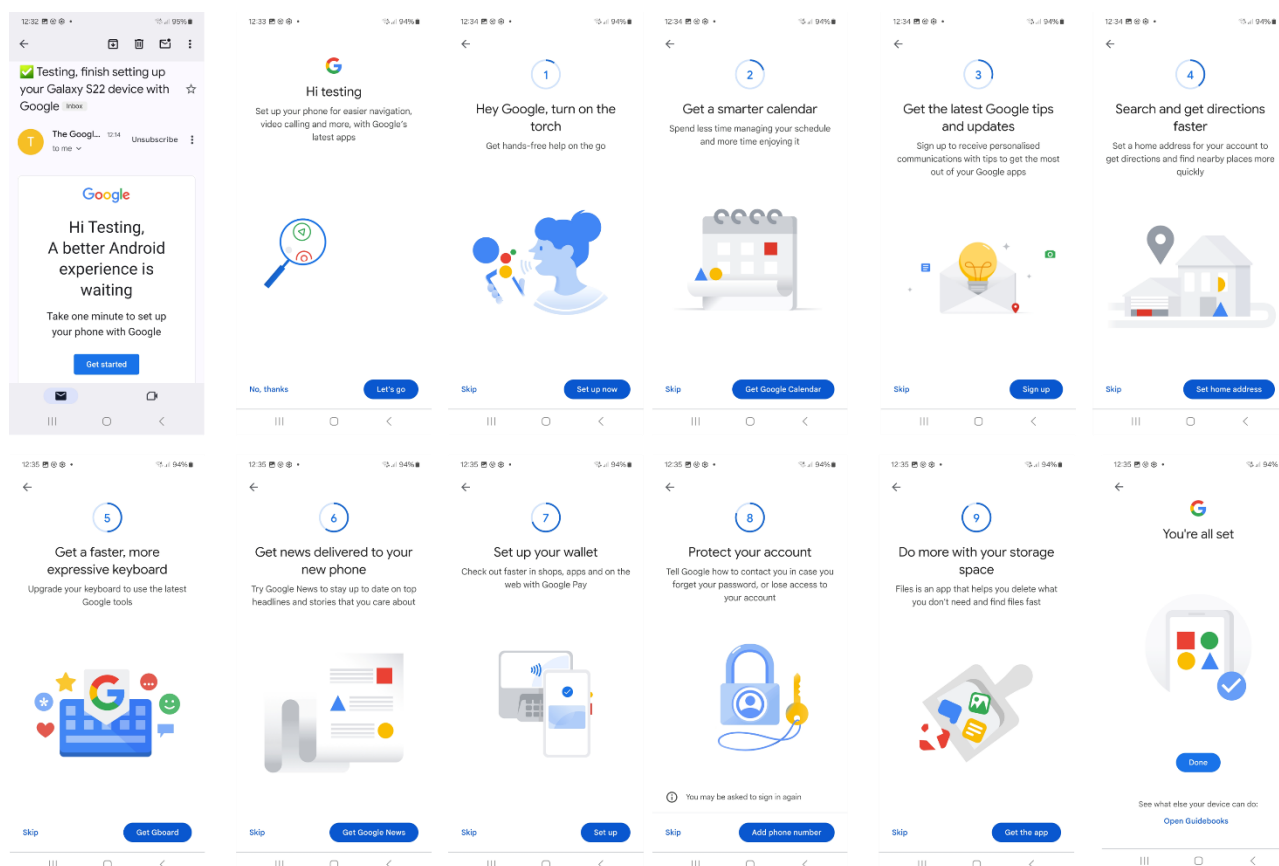 12:32
95%
Testing, finish setting up
your Galaxy S22 device with
Google Inbox
T
The Googl... 12:14 Unsubscribe
to me
Google
Hi Testing,
A better Android
experience is
waiting
Take one minute to set up
your phone with Google
Get started
12:33
94%
G
Hi testing
Set up your phone for easier navigation,
video calling and more, with Google's
latest apps
No, thanks
Let's go
12:34
94%
1
Hey Google, turn on the
torch
Get hands-free help on the go
Skip
Set up now
12:34
94%
2
Get a smarter calendar
Spend less time managing your schedule
and more time enjoying it
Skip
Get Google Calendar
12:34
94%
3
Get the latest Google tips
and updates
Sign up to receive personalised
communications with tips to get the most
out of your Google apps
Skip
Sign up
12:34
94%
4
Search and get directions
faster
Set a home address for your account to
get directions and find nearby places more
quickly
Skip
Set home address
12:35
94%
5
Get a faster, more
expressive keyboard
Upgrade your keyboard to use the latest
Google tools
G
Skip
Get Gboard
12:35
94%
6
Get news delivered to your
new phone
Try Google News to stay up to date on top
headlines and stories that you care about
Skip
Get Google News
12:35
94%
7
Set up your wallet
Check out faster in shops, apps and on the
web with Google Pay
Skip
Set up
12:35
94%
8
Protect your account
Tell Google how to contact you in case you
forget your password, or lose access to
your account
You may be asked to sign in again
Skip
Add phone number
12:35
94%
9
Do more with your storage
space
Files is an app that helps you delete what
you don't need and find files fast
Skip
Get the app
12:35
94%
G
You're all set
Done
See what else your device can do:
Open Guidebooks